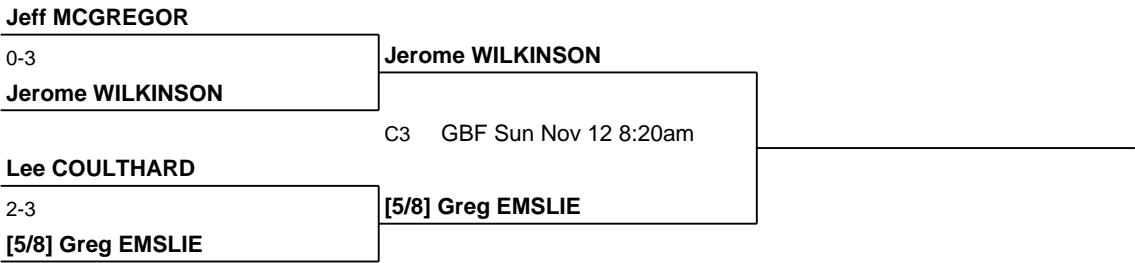 Jeff MCGREGOR
0-3
Jerome WILKINSON
Jerome WILKINSON
C3 GBF Sun Nov 12 8:20am
Lee COULTHARD
2-3
[5/8] Greg EMSLIE
[5/8] Greg EMSLIE